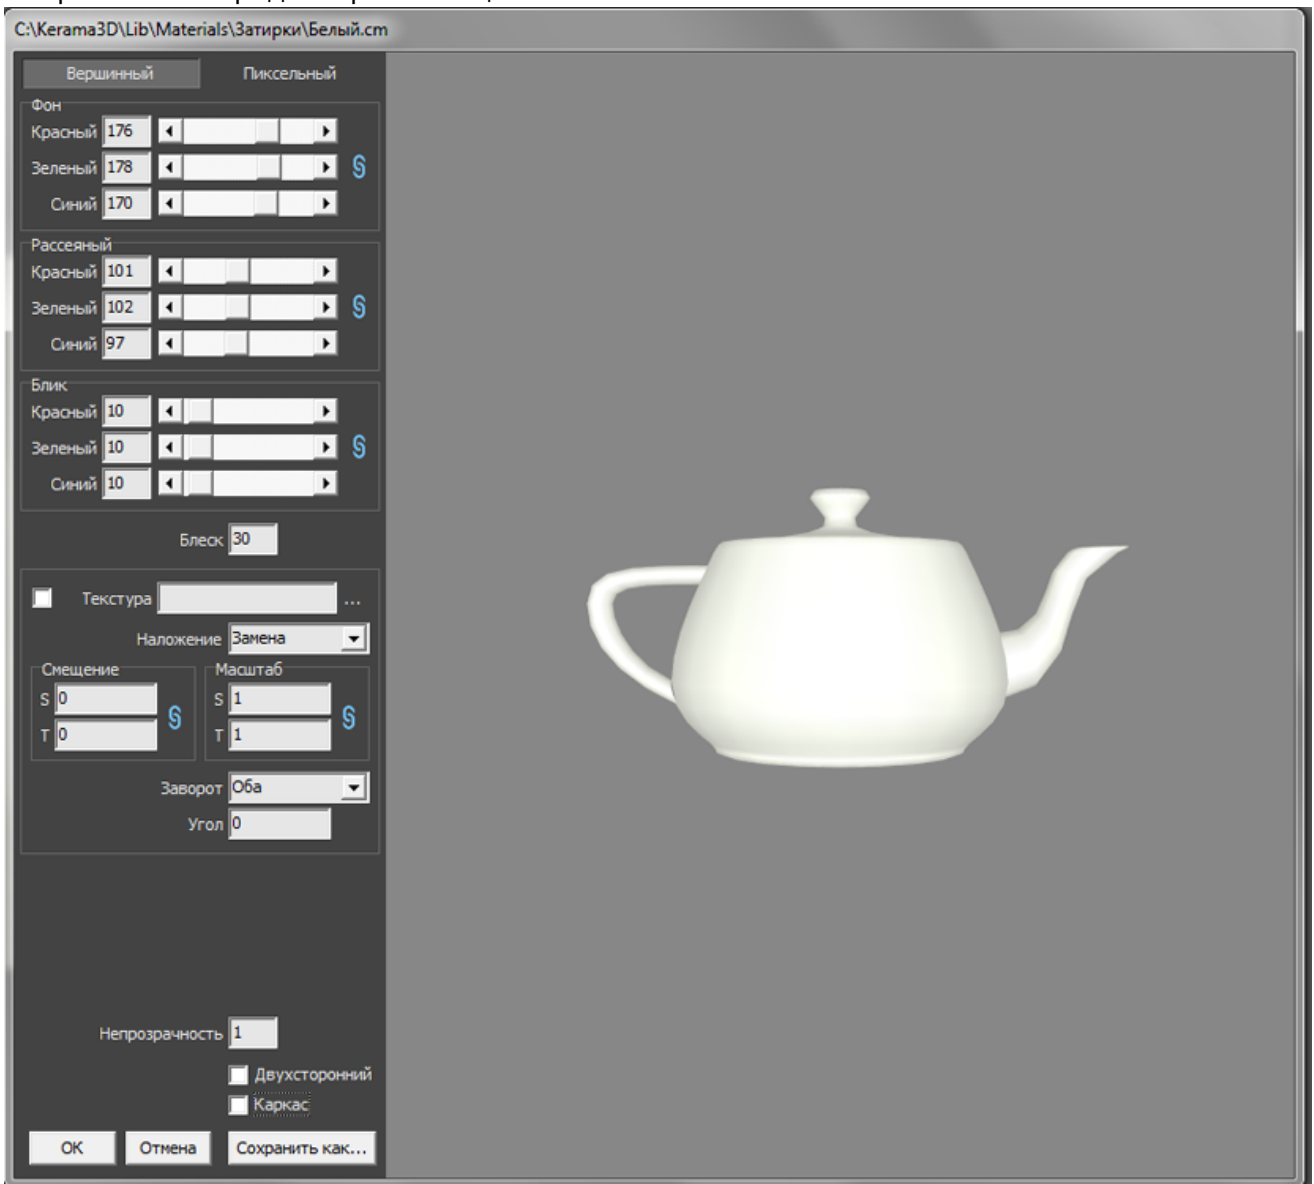 C:\Kerama3D\Lib\Materials\Затирки\Белый.cm
Вершинный Пиксельный
Фон
Красный 176
Зеленый 178
Синий 170
Рассеяный
Красный 101
Зеленый 102
Синий 97
Блик
Красный 10
Зеленый 10
Синий 10
Блеск 30
Текстура ...
Наложение Замена
Смещение Масштаб
S 0 S 1
T 0 T 1
Заворот Оба
Угол 0
Непрозрачность 1
Двухсторонний
Каркас
OK Отмена Сохранить как...